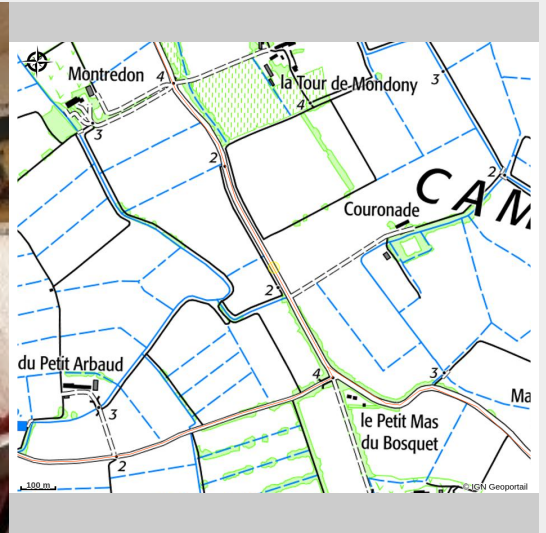 Montredon
4
la Tour de Mondony
3
4
3
2
2
CAM
Couronade
2
du Petit Arbaud
4
3
3
Ma
le Petit Mas
du Bosquet
2
100 m
© IGN Geoportail